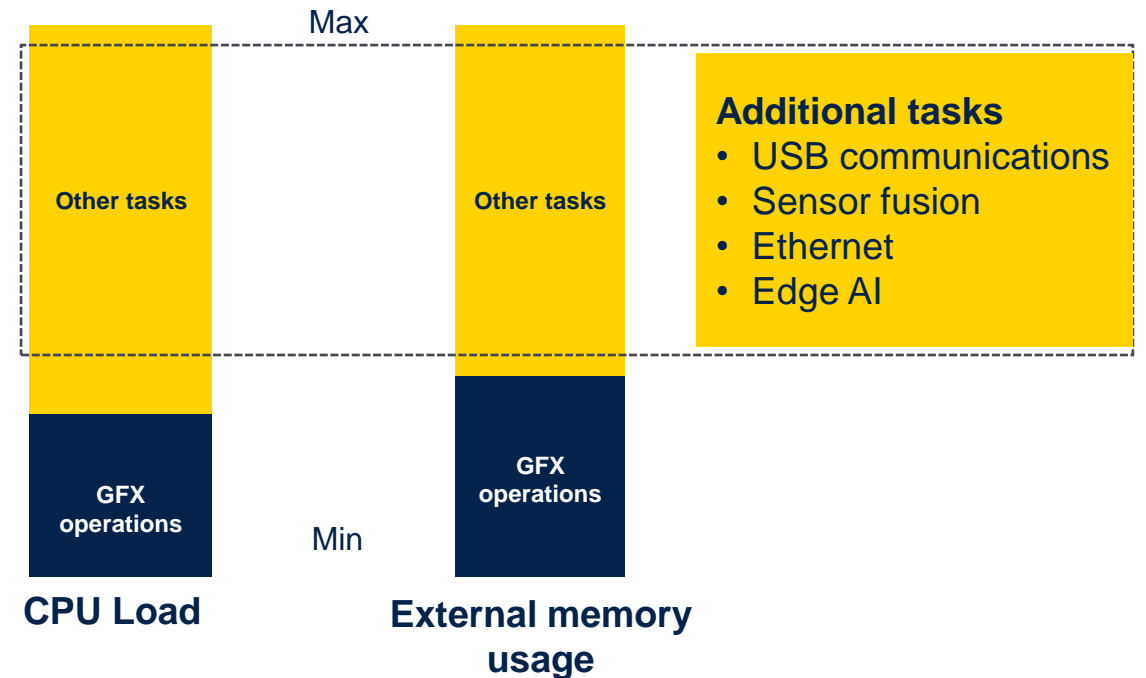 Max
Other tasks
Other tasks
Additional tasks
• USB communications
• Sensor fusion
• Ethernet
• Edge AI
GFX
operations
GFX
operations
Min
CPU Load
External memory
usage